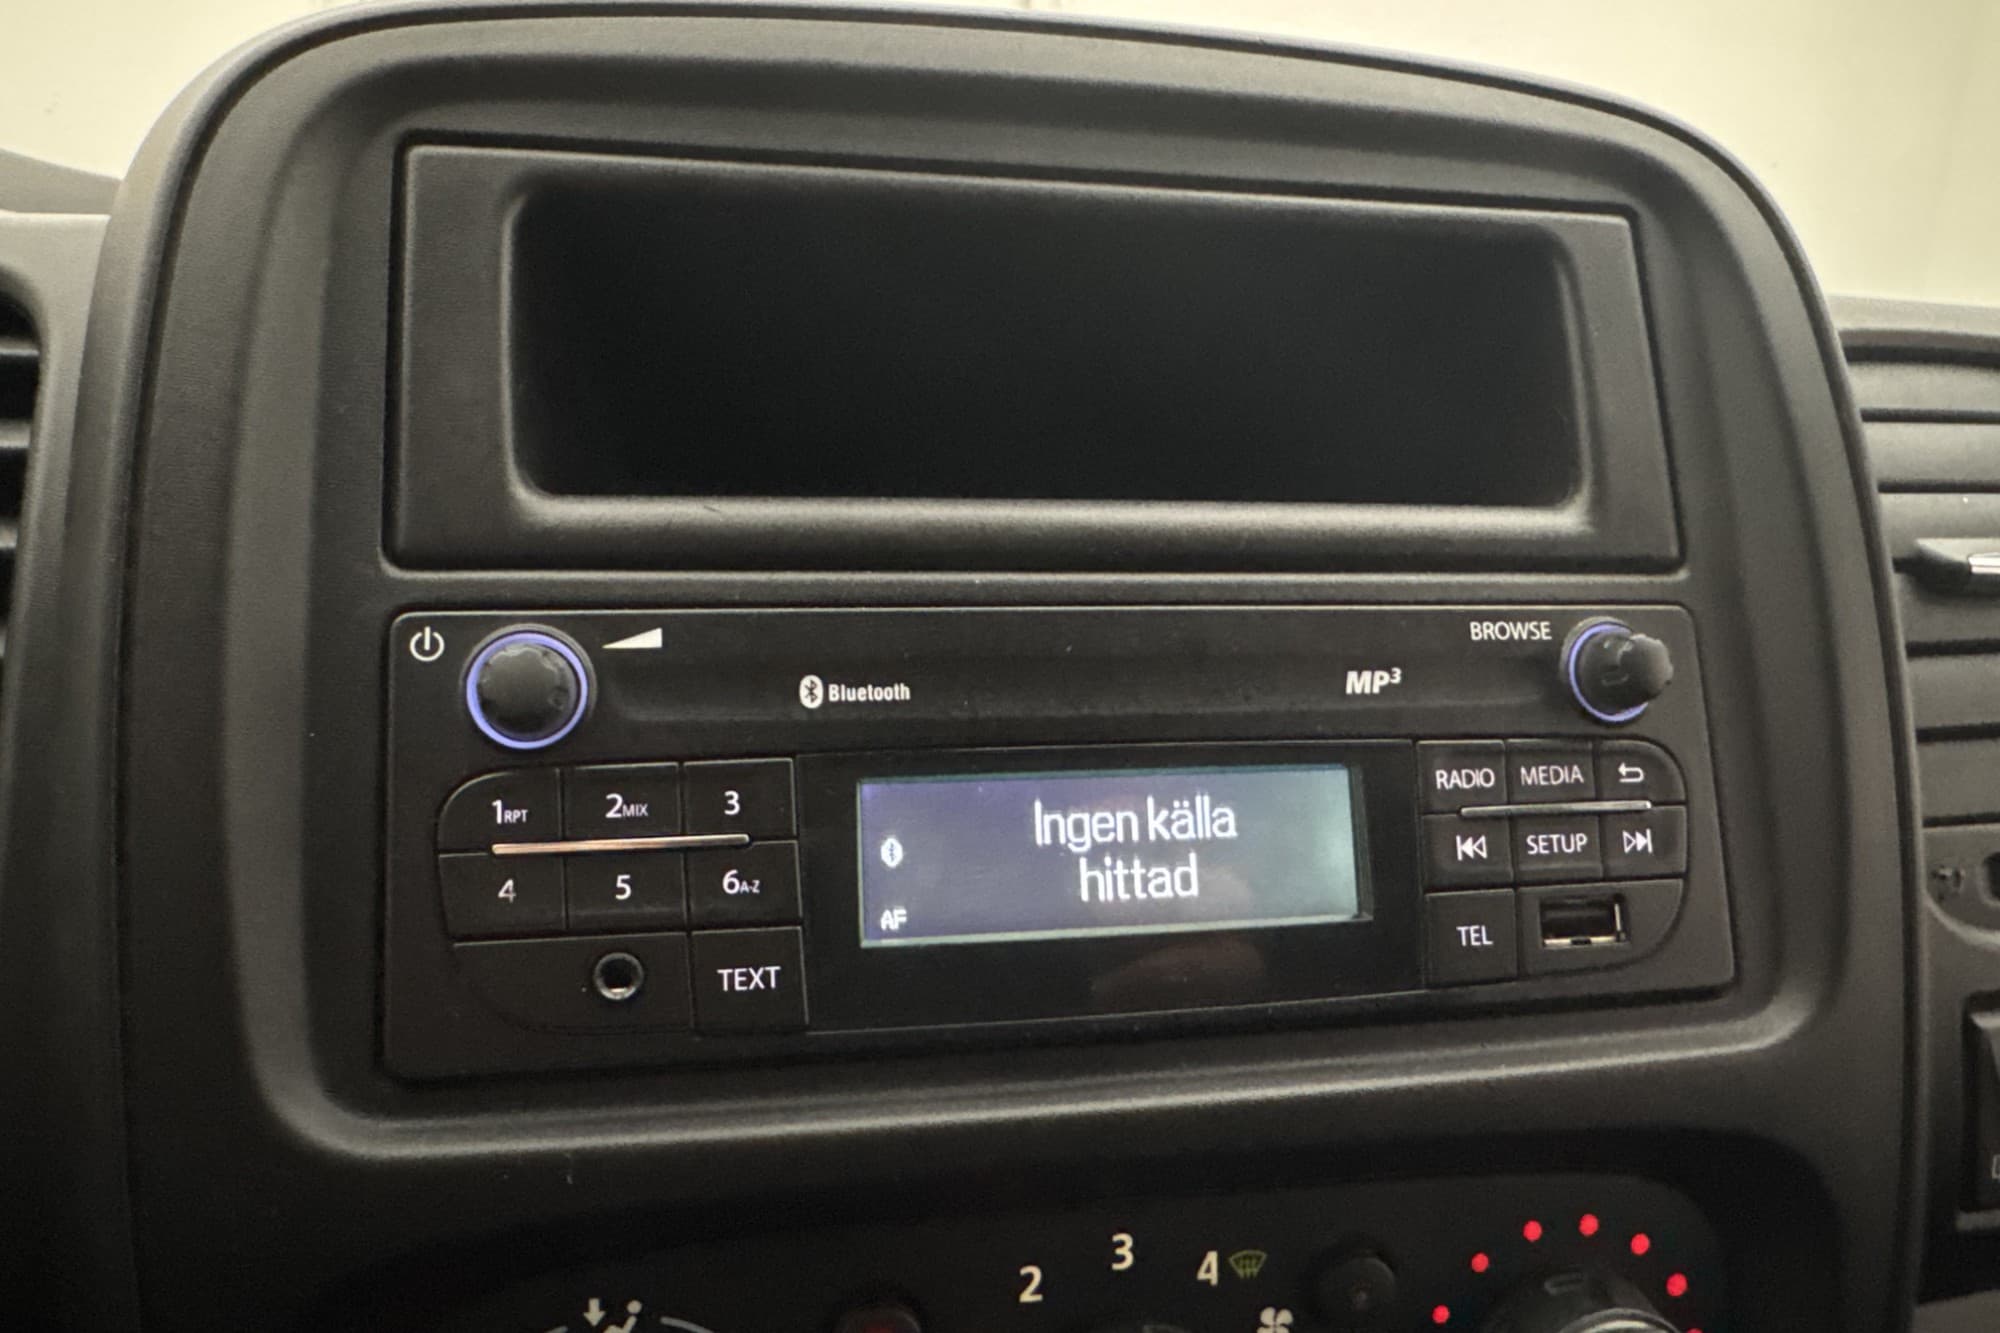 BROWSE
Bluetooth
MP3
1RPT
2MIX
3
RADIO
MEDIA
Ingen källa
hittad
SETUP
4
5
6A-Z
AF
TEL
TEXT
2
3
4